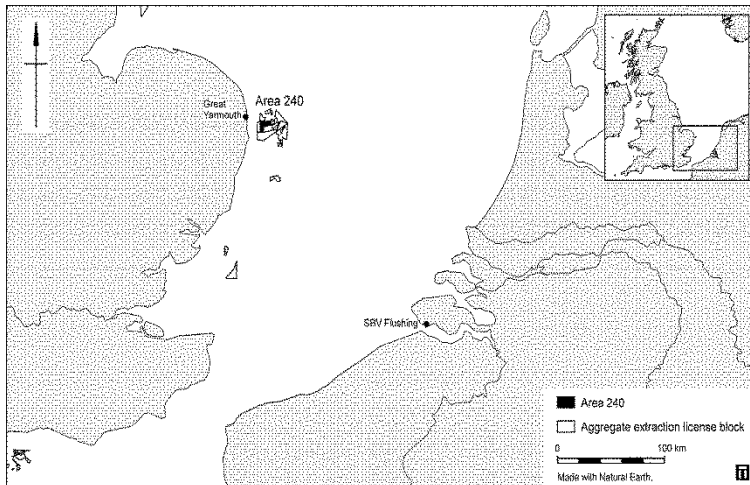 Great
Yarmouth
Area 240
SBV Flushing
Area 240
Aggregate extraction license block
0 100 km
Made with Natural Earth.